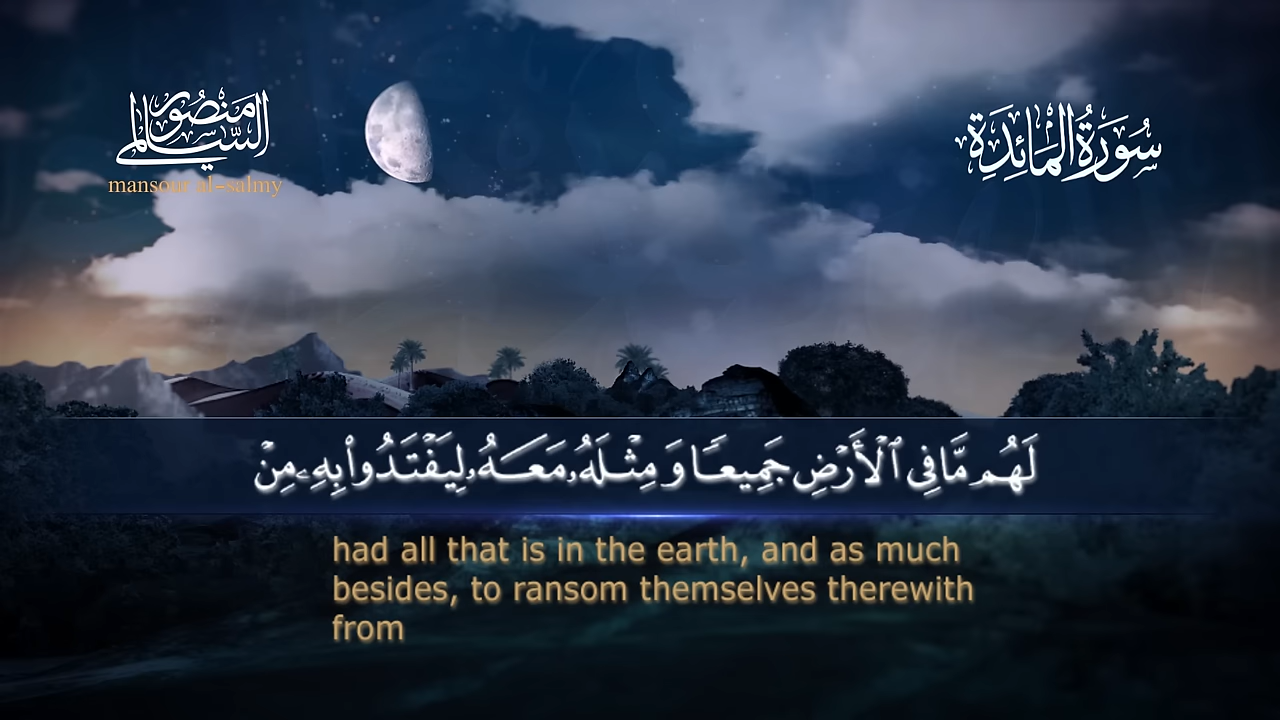 منصور السالمي
mansour al-salmy
سُورَةُ الْمَائِدَةِ
لَهُم مَّا فِي ٱلْأَرْضِ جَمِيعًا وَمِثْلَهُۥ مَعَهُۥ لِيَفْتَدُوا۟ بِهِۦ مِنْ
had all that is in the earth, and as much
besides, to ransom themselves therewith
from